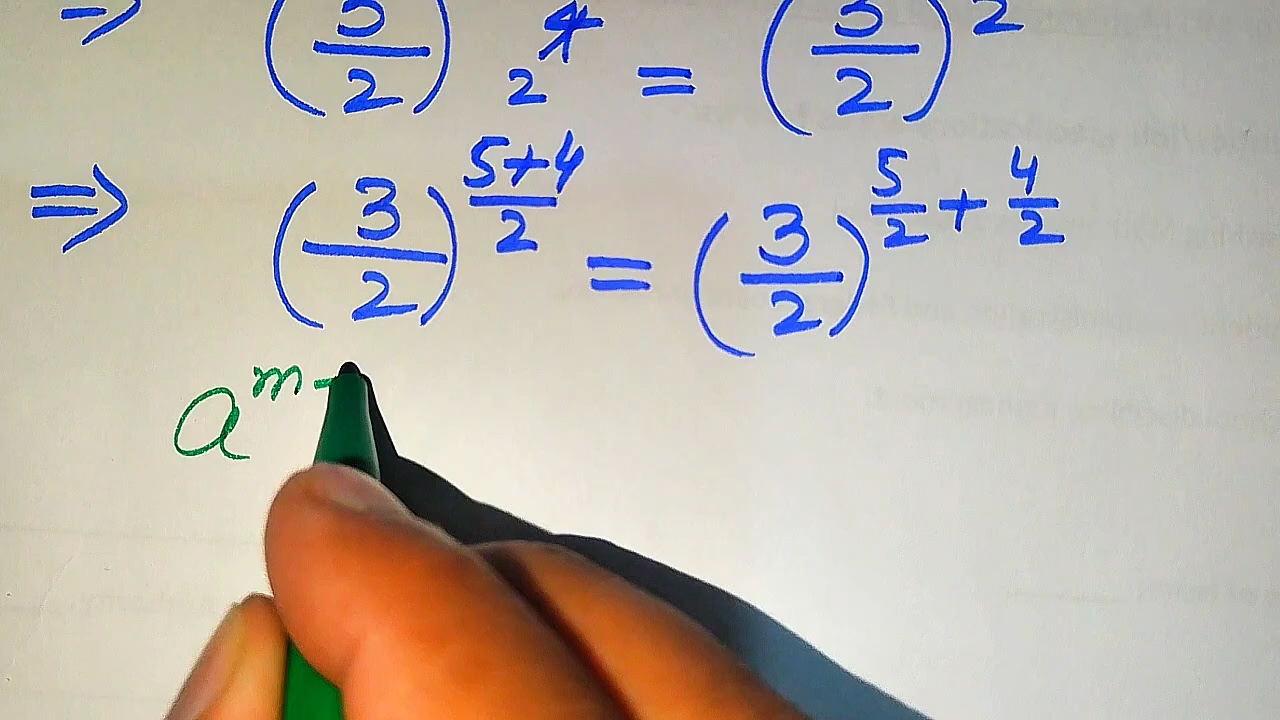 ⇒ (3/2) 2 4 = (3/2)^2
⇒ (3/2)^((5+4)/2) = (3/2)^(5/2 + 4/2)
a^m